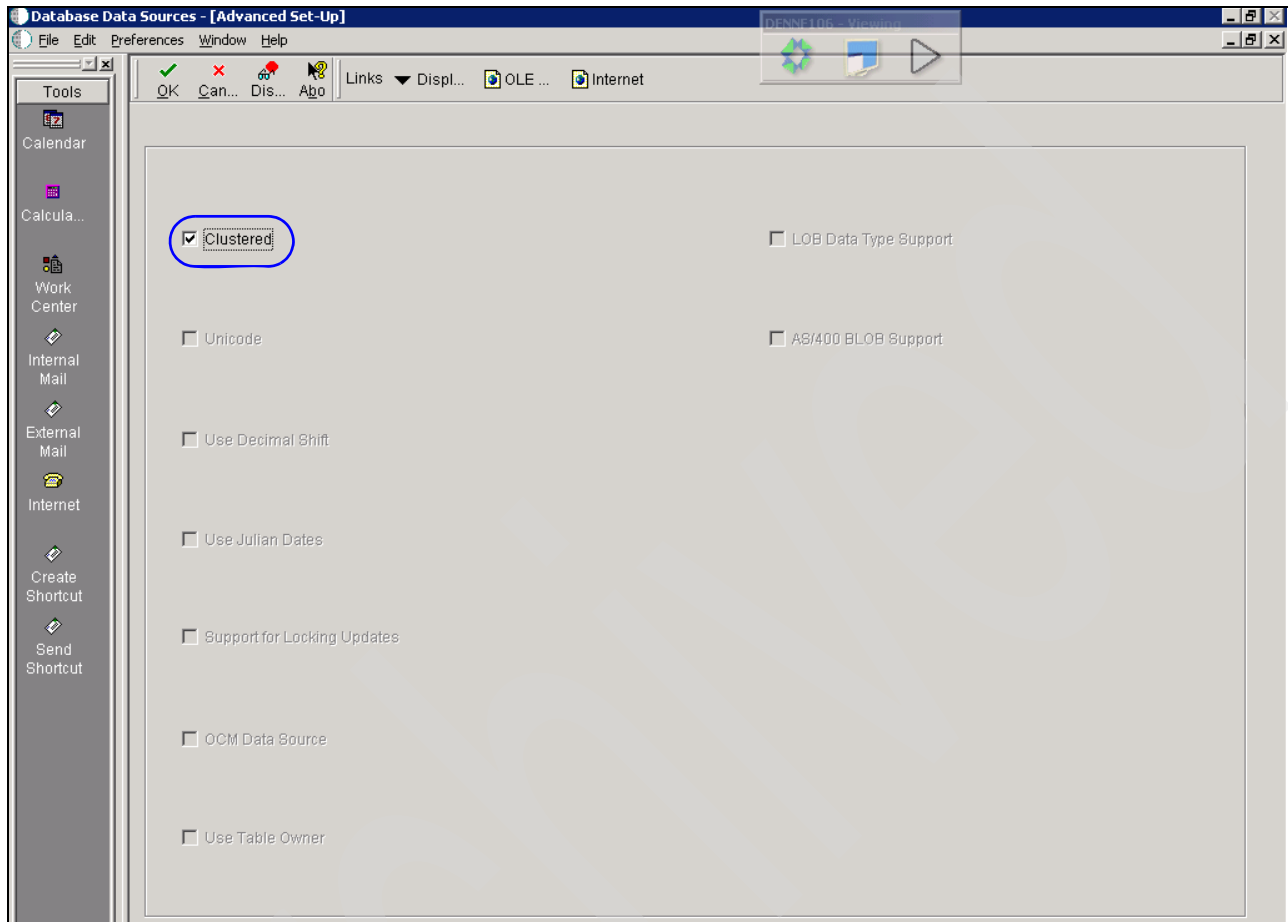 Database Data Sources - [Advanced Set-Up]
DENNF106 - Viewing
File Edit Preferences Window Help
Tools
OK Can... Dis... Abo Links Displ... OLE ... Internet
Calendar
Calcula...
Work
Center
Internal
Mail
External
Mail
Internet
Create
Shortcut
Send
Shortcut
Clustered
LOB Data Type Support
Unicode
AS/400 BLOB Support
Use Decimal Shift
Use Julian Dates
Support for Locking Updates
OCM Data Source
Use Table Owner